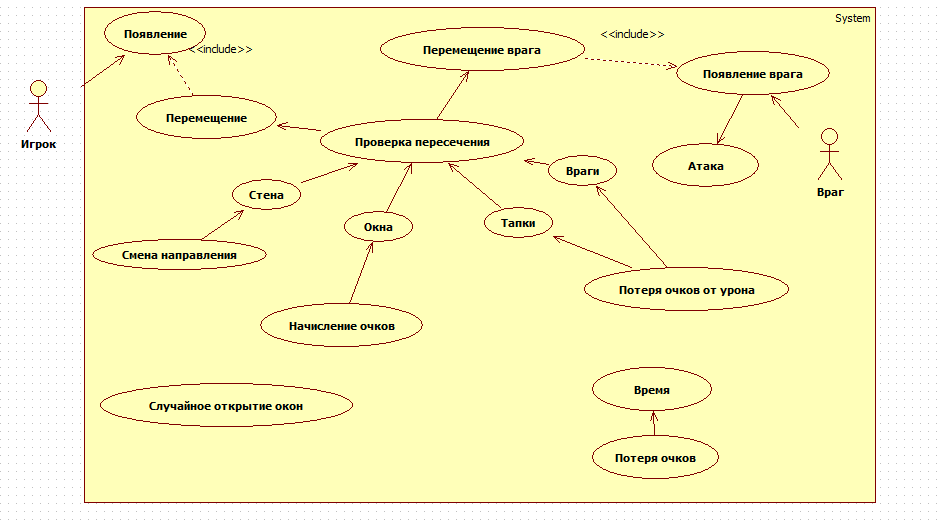 System
Появление
<<include>>
Перемещение врага
<<include>>
Появление врага
Перемещение
Проверка пересечения
Игрок
Атака
Враги
Враг
Стена
Окна
Тапки
Смена направления
Потеря очков от урона
Начисление очков
Время
Случайное открытие окон
Потеря очков